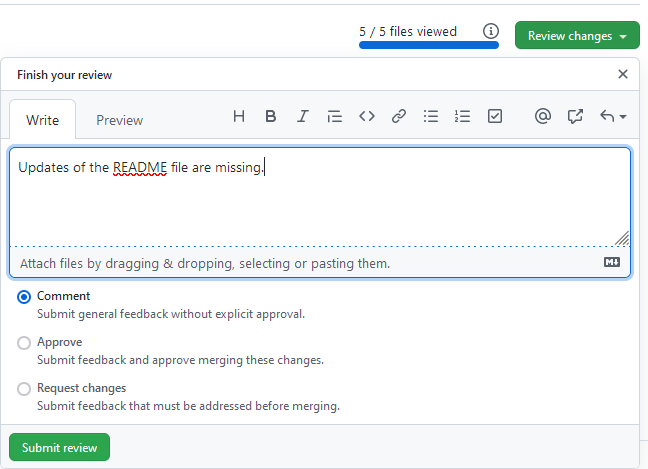 5 / 5 files viewed Review changes
Finish your review
Write Preview H B I
Updates of the README file are missing.
Attach files by dragging & dropping, selecting or pasting them.
Comment
Submit general feedback without explicit approval.
Approve
Submit feedback and approve merging these changes.
Request changes
Submit feedback that must be addressed before merging.
Submit review